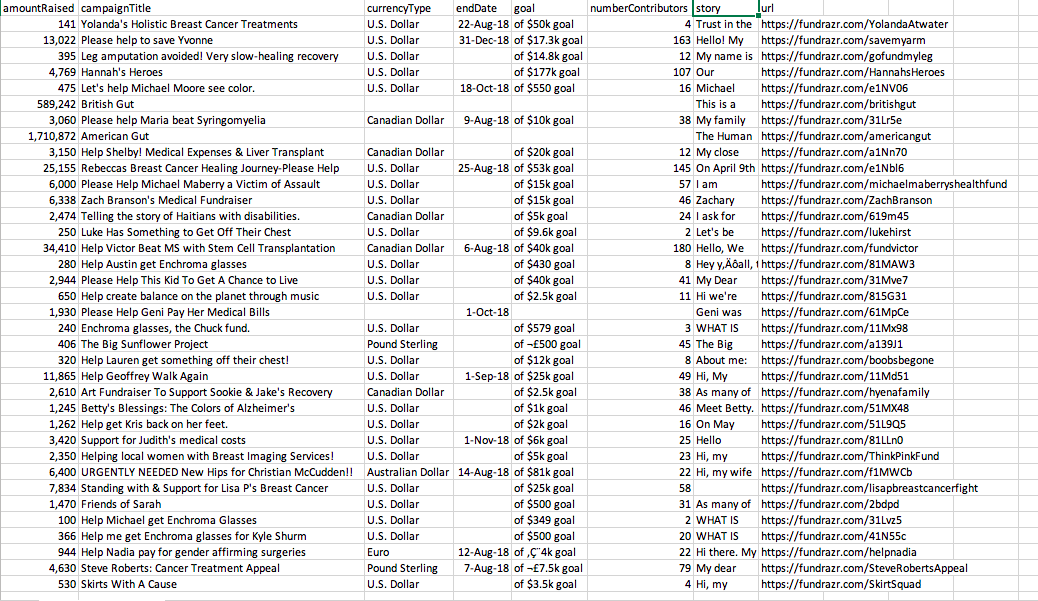 amountRaised campaignTitle currencyType endDate goal numberContributors story url
141 Yolanda's Holistic Breast Cancer Treatments U.S. Dollar 22-Aug-18 of $50k goal 4 Trust in the https://fundrazr.com/YolandaAtwater
13,022 Please help to save Yvonne U.S. Dollar 31-Dec-18 of $17.3k goal 163 Hello! My https://fundrazr.com/savemyarm
395 Leg amputation avoided! Very slow-healing recovery U.S. Dollar of $14.8k goal 12 My name is https://fundrazr.com/gofundmyleg
4,769 Hannah's Heroes U.S. Dollar of $177k goal 107 Our https://fundrazr.com/HannahsHeroes
475 Let's help Michael Moore see color. U.S. Dollar 18-Oct-18 of $550 goal 16 Michael https://fundrazr.com/e1NV06
589,242 British Gut This is a https://fundrazr.com/britishgut
3,060 Please help Maria beat Syringomyelia Canadian Dollar 9-Aug-18 of $10k goal 38 My family https://fundrazr.com/31Lr5e
1,710,872 American Gut The Human https://fundrazr.com/americangut
3,150 Help Shelby! Medical Expenses & Liver Transplant Canadian Dollar of $20k goal 12 My close https://fundrazr.com/a1Nn70
25,155 Rebeccas Breast Cancer Healing Journey-Please Help U.S. Dollar 25-Aug-18 of $53k goal 145 On April 9th https://fundrazr.com/e1Nbl6
6,000 Please Help Michael Maberry a Victim of Assault U.S. Dollar of $15k goal 57 I am https://fundrazr.com/michaelmaberryshealthfund
6,338 Zach Branson's Medical Fundraiser U.S. Dollar of $15k goal 46 Zachary https://fundrazr.com/ZachBranson
2,474 Telling the story of Haitians with disabilities. Canadian Dollar of $5k goal 24 I ask for https://fundrazr.com/619m45
250 Luke Has Something to Get Off Their Chest U.S. Dollar of $9.6k goal 2 Let's be https://fundrazr.com/lukehirst
34,410 Help Victor Beat MS with Stem Cell Transplantation Canadian Dollar 6-Aug-18 of $40k goal 180 Hello, We https://fundrazr.com/fundvictor
280 Help Austin get Enchroma glasses U.S. Dollar of $430 goal 8 Hey y‚Äôall, t https://fundrazr.com/81MAW3
2,944 Please Help This Kid To Get A Chance to Live U.S. Dollar of $40k goal 41 My Dear https://fundrazr.com/31Mve7
650 Help create balance on the planet through music U.S. Dollar of $2.5k goal 11 Hi we're https://fundrazr.com/815G31
1,930 Please Help Geni Pay Her Medical Bills 1-Oct-18 Geni was https://fundrazr.com/61MpCe
240 Enchroma glasses, the Chuck fund. U.S. Dollar of $579 goal 3 WHAT IS https://fundrazr.com/11Mx98
406 The Big Sunflower Project Pound Sterling of ¬£500 goal 45 The Big https://fundrazr.com/a139J1
320 Help Lauren get something off their chest! U.S. Dollar of $12k goal 8 About me: https://fundrazr.com/boobsbegone
11,865 Help Geoffrey Walk Again U.S. Dollar 1-Sep-18 of $25k goal 49 Hi, My https://fundrazr.com/11Md51
2,610 Art Fundraiser To Support Sookie & Jake's Recovery Canadian Dollar of $2.5k goal 38 As many of https://fundrazr.com/hyenafamily
1,245 Betty's Blessings: The Colors of Alzheimer's U.S. Dollar of $1k goal 46 Meet Betty. https://fundrazr.com/51MX48
1,262 Help get Kris back on her feet. U.S. Dollar of $2k goal 16 On May https://fundrazr.com/51L9Q5
3,420 Support for Judith's medical costs U.S. Dollar 1-Nov-18 of $6k goal 25 Hello https://fundrazr.com/81LLn0
2,350 Helping local women with Breast Imaging Services! U.S. Dollar of $5k goal 23 Hi, my https://fundrazr.com/ThinkPinkFund
6,400 URGENTLY NEEDED New Hips for Christian McCudden!! Australian Dollar 14-Aug-18 of $81k goal 22 Hi, my wife https://fundrazr.com/f1MWCb
7,834 Standing with & Support for Lisa P's Breast Cancer U.S. Dollar of $25k goal 58 https://fundrazr.com/lisapbreastcancerfight
1,470 Friends of Sarah U.S. Dollar of $500 goal 31 As many of https://fundrazr.com/2bdpd
100 Help Michael get Enchroma Glasses U.S. Dollar of $349 goal 2 WHAT IS https://fundrazr.com/31Lvz5
366 Help me get Enchroma glasses for Kyle Shurm U.S. Dollar of $500 goal 20 WHAT IS https://fundrazr.com/41N55c
944 Help Nadia pay for gender affirming surgeries Euro 12-Aug-18 of ‚Ç¨4k goal 22 Hi there. My https://fundrazr.com/helpnadia
4,630 Steve Roberts: Cancer Treatment Appeal Pound Sterling 7-Aug-18 of ¬£7.5k goal 79 My dear https://fundrazr.com/SteveRobertsAppeal
530 Skirts With A Cause U.S. Dollar of $3.5k goal 4 Hi, my https://fundrazr.com/SkirtSquad